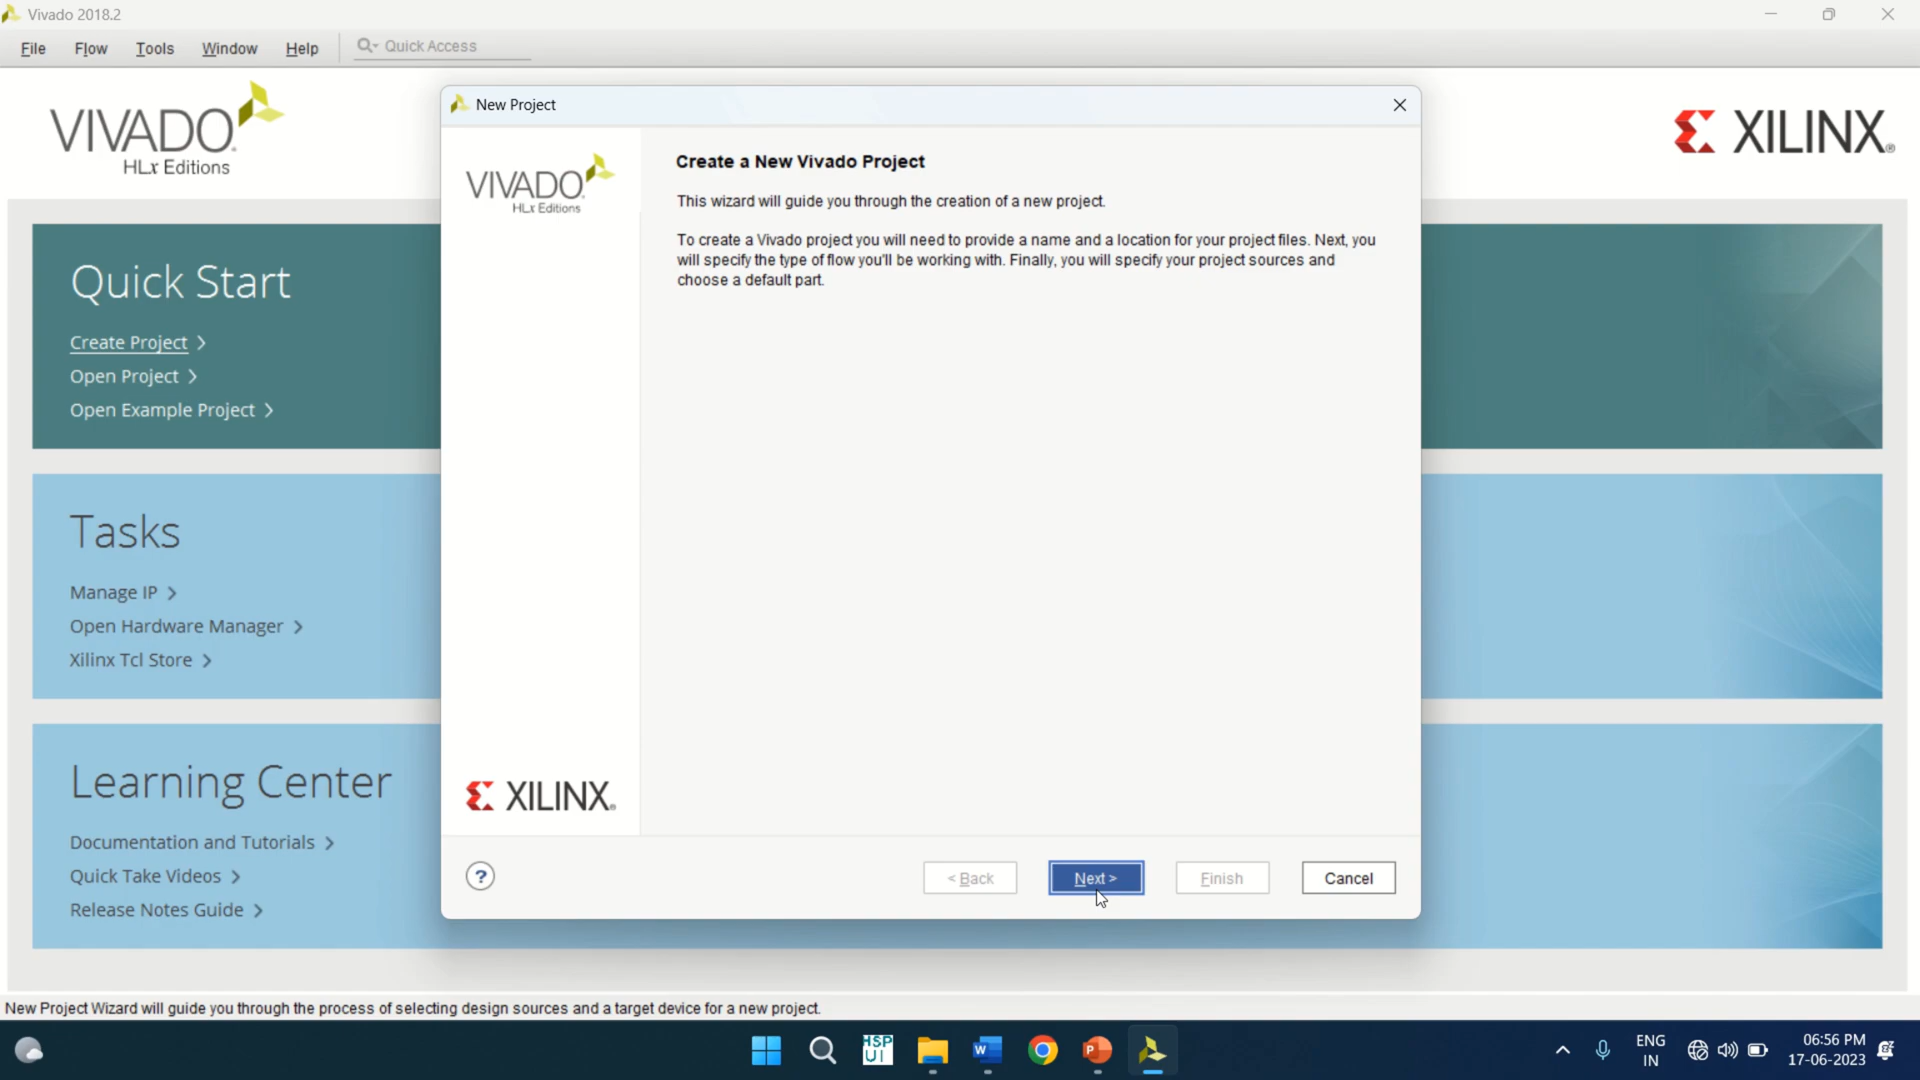 Vivado 2018.2
File Flow Tools Window Help Quick Access
VIVADO
HLx Editions
XILINX
Quick Start
Create Project >
Open Project >
Open Example Project >
Tasks
Manage IP >
Open Hardware Manager >
Xilinx Tcl Store >
Learning Center
Documentation and Tutorials >
Quick Take Videos >
Release Notes Guide >
New Project
VIVADO
HLx Editions
Create a New Vivado Project
This wizard will guide you through the creation of a new project.
To create a Vivado project you will need to provide a name and a location for your project files. Next, you
will specify the type of flow you'll be working with. Finally, you will specify your project sources and
choose a default part.
XILINX
? < Back Next > Finish Cancel
New Project Wizard will guide you through the process of selecting design sources and a target device for a new project.
HSP
UI
W
P
ENG
IN
06:56 PM
17-06-2023